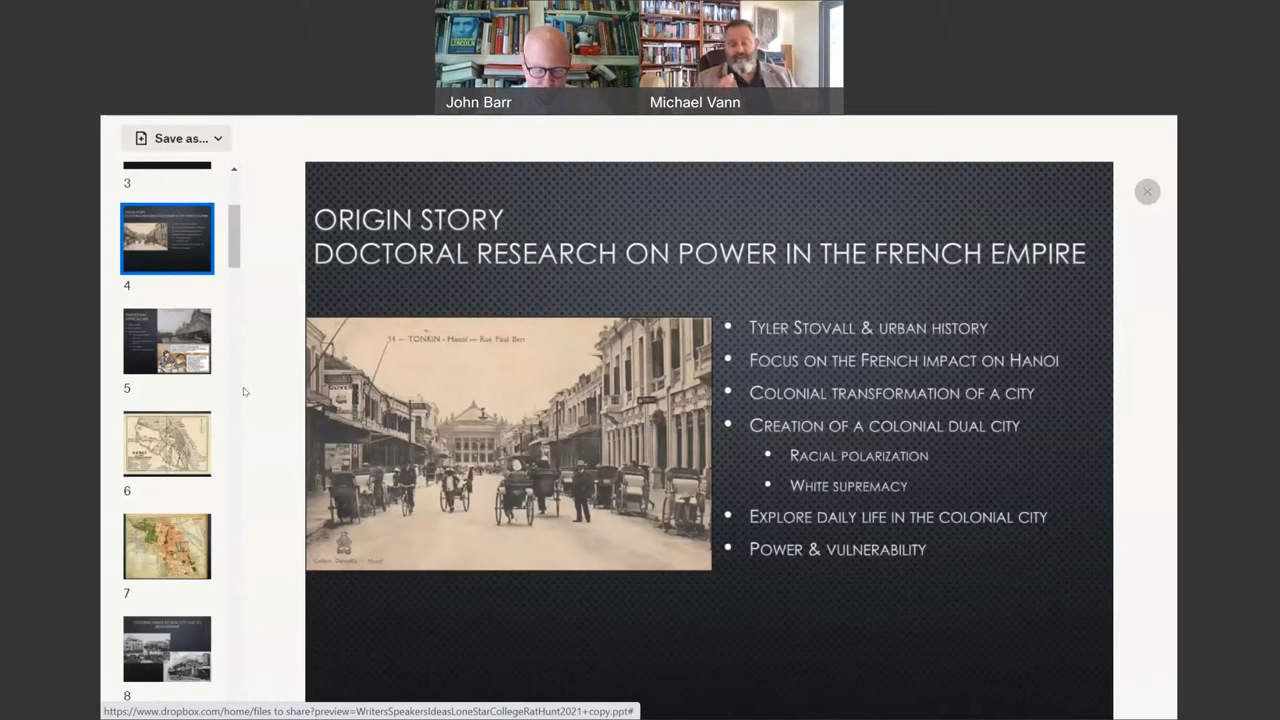 LINCOLN
John Barr
Michael Vann
Save as...
3
4
5
6
7
8
ORIGIN STORY
DOCTORAL RESEARCH ON POWER IN THE FRENCH EMPIRE
14 — TONKIN - Hanoi — Rue Paul Bert
• TYLER STOVALL & URBAN HISTORY
• FOCUS ON THE FRENCH IMPACT ON HANOI
• COLONIAL TRANSFORMATION OF A CITY
• CREATION OF A COLONIAL DUAL CITY
• RACIAL POLARIZATION
• WHITE SUPREMACY
• EXPLORE DAILY LIFE IN THE COLONIAL CITY
• POWER & VULNERABILITY
https://www.dropbox.com/home/files to share?preview=WritersSpeakersIdeasLoneStarCollegeRatHunt2021+copy.ppt#